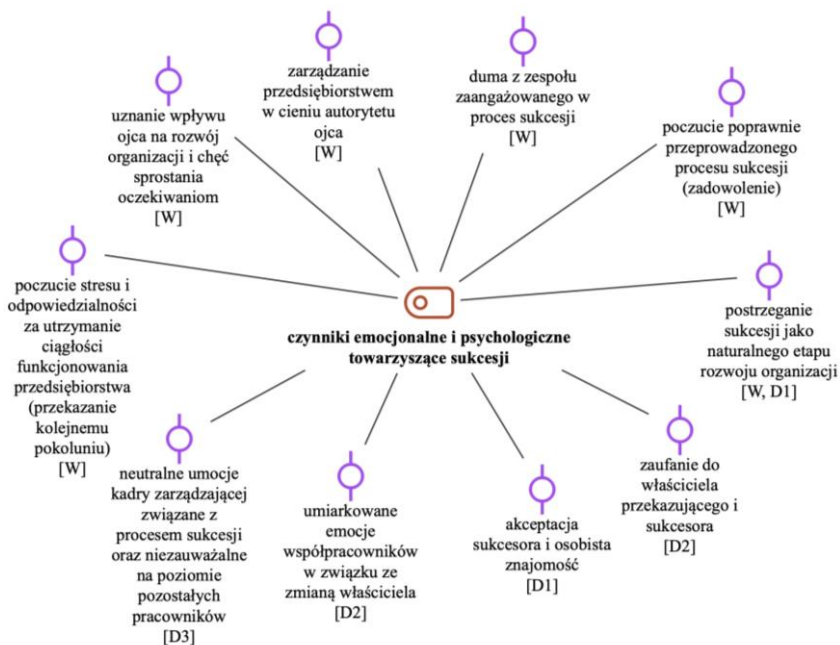 zarządzanie
przedsiębiorstwem
w cieniu autorytetu
ojca
[W]
duma z zespołu
zaangażowanego w
proces sukcesji
[W]
uznanie wpływu
ojca na rozwój
organizacji i chęć
sprostania
oczekiwaniom
[W]
poczucie poprawnie
przeprowadzonego
procesu sukcesji
(zadowolenie)
[W]
poczucie stresu i
odpowiedzialności
za utrzymanie
ciągłości
funkcjonowania
przedsiębiorstwa
(przekazanie
kolejnemu
pokoluniu)
[W]
czynniki emocjonalne i psychologiczne
towarzyszące sukcesji
postrzeganie
sukcesji jako
naturalnego etapu
rozwoju organizacji
[W, D1]
neutralne umocje
kadry zarządzającej
związane z
procesem sukcesji
oraz niezauważalne
na poziomie
pozostałych
pracowników
[D3]
umiarkowane
emocje
współpracowników
w związku ze
zmianą właściciela
[D2]
akceptacja
sukcesora i osobista
znajomość
[D1]
zaufanie do
właściciela
przekazującego i
sukcesora
[D2]